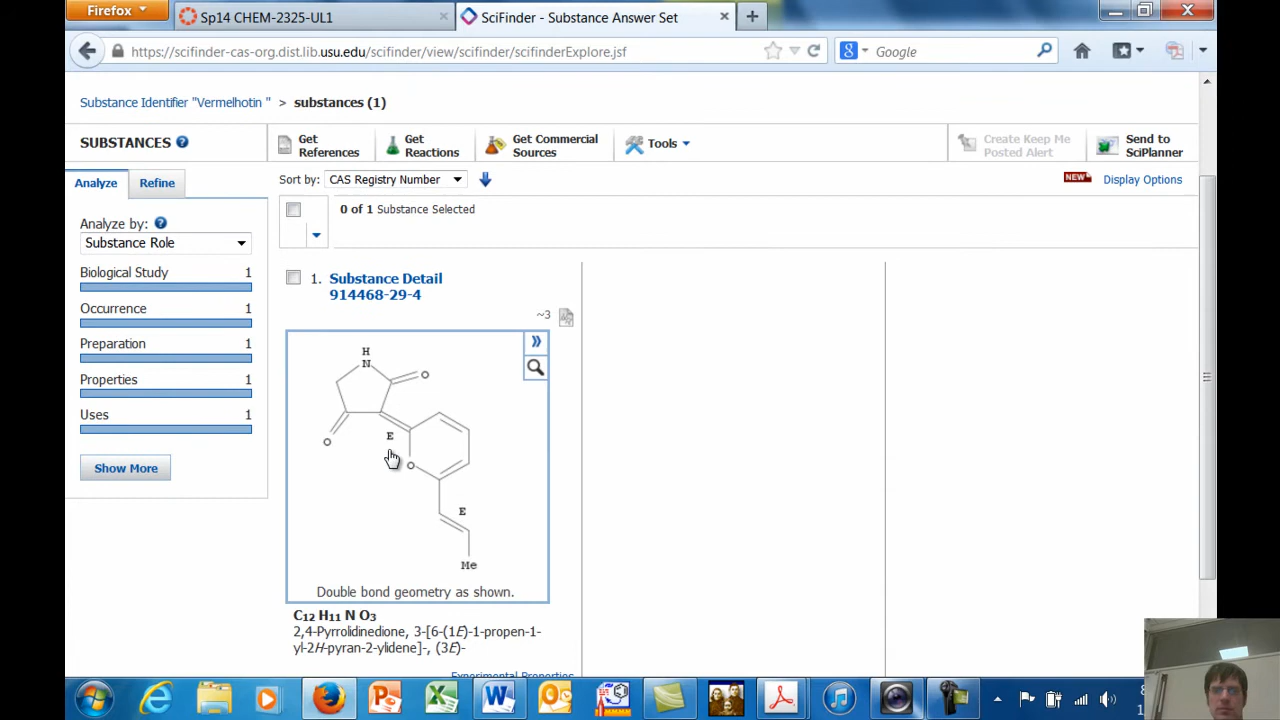 Firefox
Sp14 CHEM-2325-UL1
SciFinder - Substance Answer Set
https://scifinder-cas-org.dist.lib.usu.edu/scifinder/view/scifinder/scifinderExplore.jsf
Google
Substance Identifier "Vermelhotin " > substances (1)
SUBSTANCES
Get References
Get Reactions
Get Commercial Sources
Tools
Create Keep Me Posted Alert
Send to SciPlanner
Analyze
Refine
Sort by:
CAS Registry Number
NEW
Display Options
0 of 1 Substance Selected
Analyze by:
Substance Role
Biological Study 1
Occurrence 1
Preparation 1
Properties 1
Uses 1
Show More
1. Substance Detail
914468-29-4
~3
H
N
O
O
E
O
E
Me
Double bond geometry as shown.
C12 H11 N O3
2,4-Pyrrolidinedione, 3-[6-(1E)-1-propen-1-
yl-2H-pyran-2-ylidene]-, (3E)-
Experimental Properties